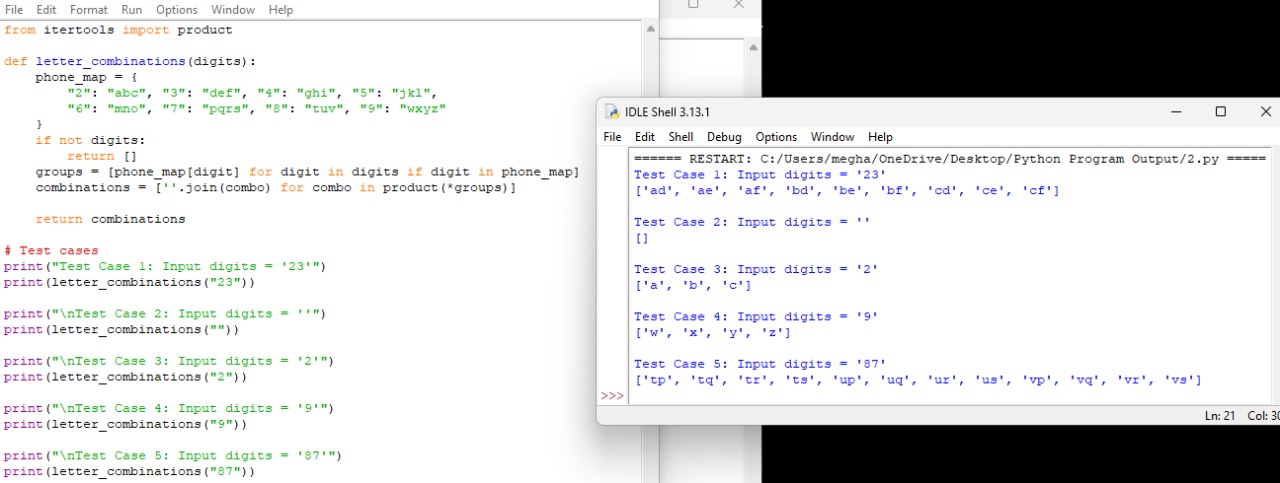 File Edit Format Run Options Window Help
from itertools import product
def letter_combinations(digits):
    phone_map = {
        "2": "abc", "3": "def", "4": "ghi", "5": "jkl",
        "6": "mno", "7": "pqrs", "8": "tuv", "9": "wxyz"
    }
    if not digits:
        return []
    groups = [phone_map[digit] for digit in digits if digit in phone_map]
    combinations = [''.join(combo) for combo in product(*groups)]
    return combinations
# Test cases
print("Test Case 1: Input digits = '23'")
print(letter_combinations("23"))
print("\nTest Case 2: Input digits = ''")
print(letter_combinations(""))
print("\nTest Case 3: Input digits = '2'")
print(letter_combinations("2"))
print("\nTest Case 4: Input digits = '9'")
print(letter_combinations("9"))
print("\nTest Case 5: Input digits = '87'")
print(letter_combinations("87"))
IDLE Shell 3.13.1
File Edit Shell Debug Options Window Help
====== RESTART: C:/Users/megha/OneDrive/Desktop/Python Program Output/2.py =====
Test Case 1: Input digits = '23'
['ad', 'ae', 'af', 'bd', 'be', 'bf', 'cd', 'ce', 'cf']
Test Case 2: Input digits = ''
[]
Test Case 3: Input digits = '2'
['a', 'b', 'c']
Test Case 4: Input digits = '9'
['w', 'x', 'y', 'z']
Test Case 5: Input digits = '87'
['tp', 'tq', 'tr', 'ts', 'up', 'uq', 'ur', 'us', 'vp', 'vq', 'vr', 'vs']
>>>
Ln: 21 Col: 30